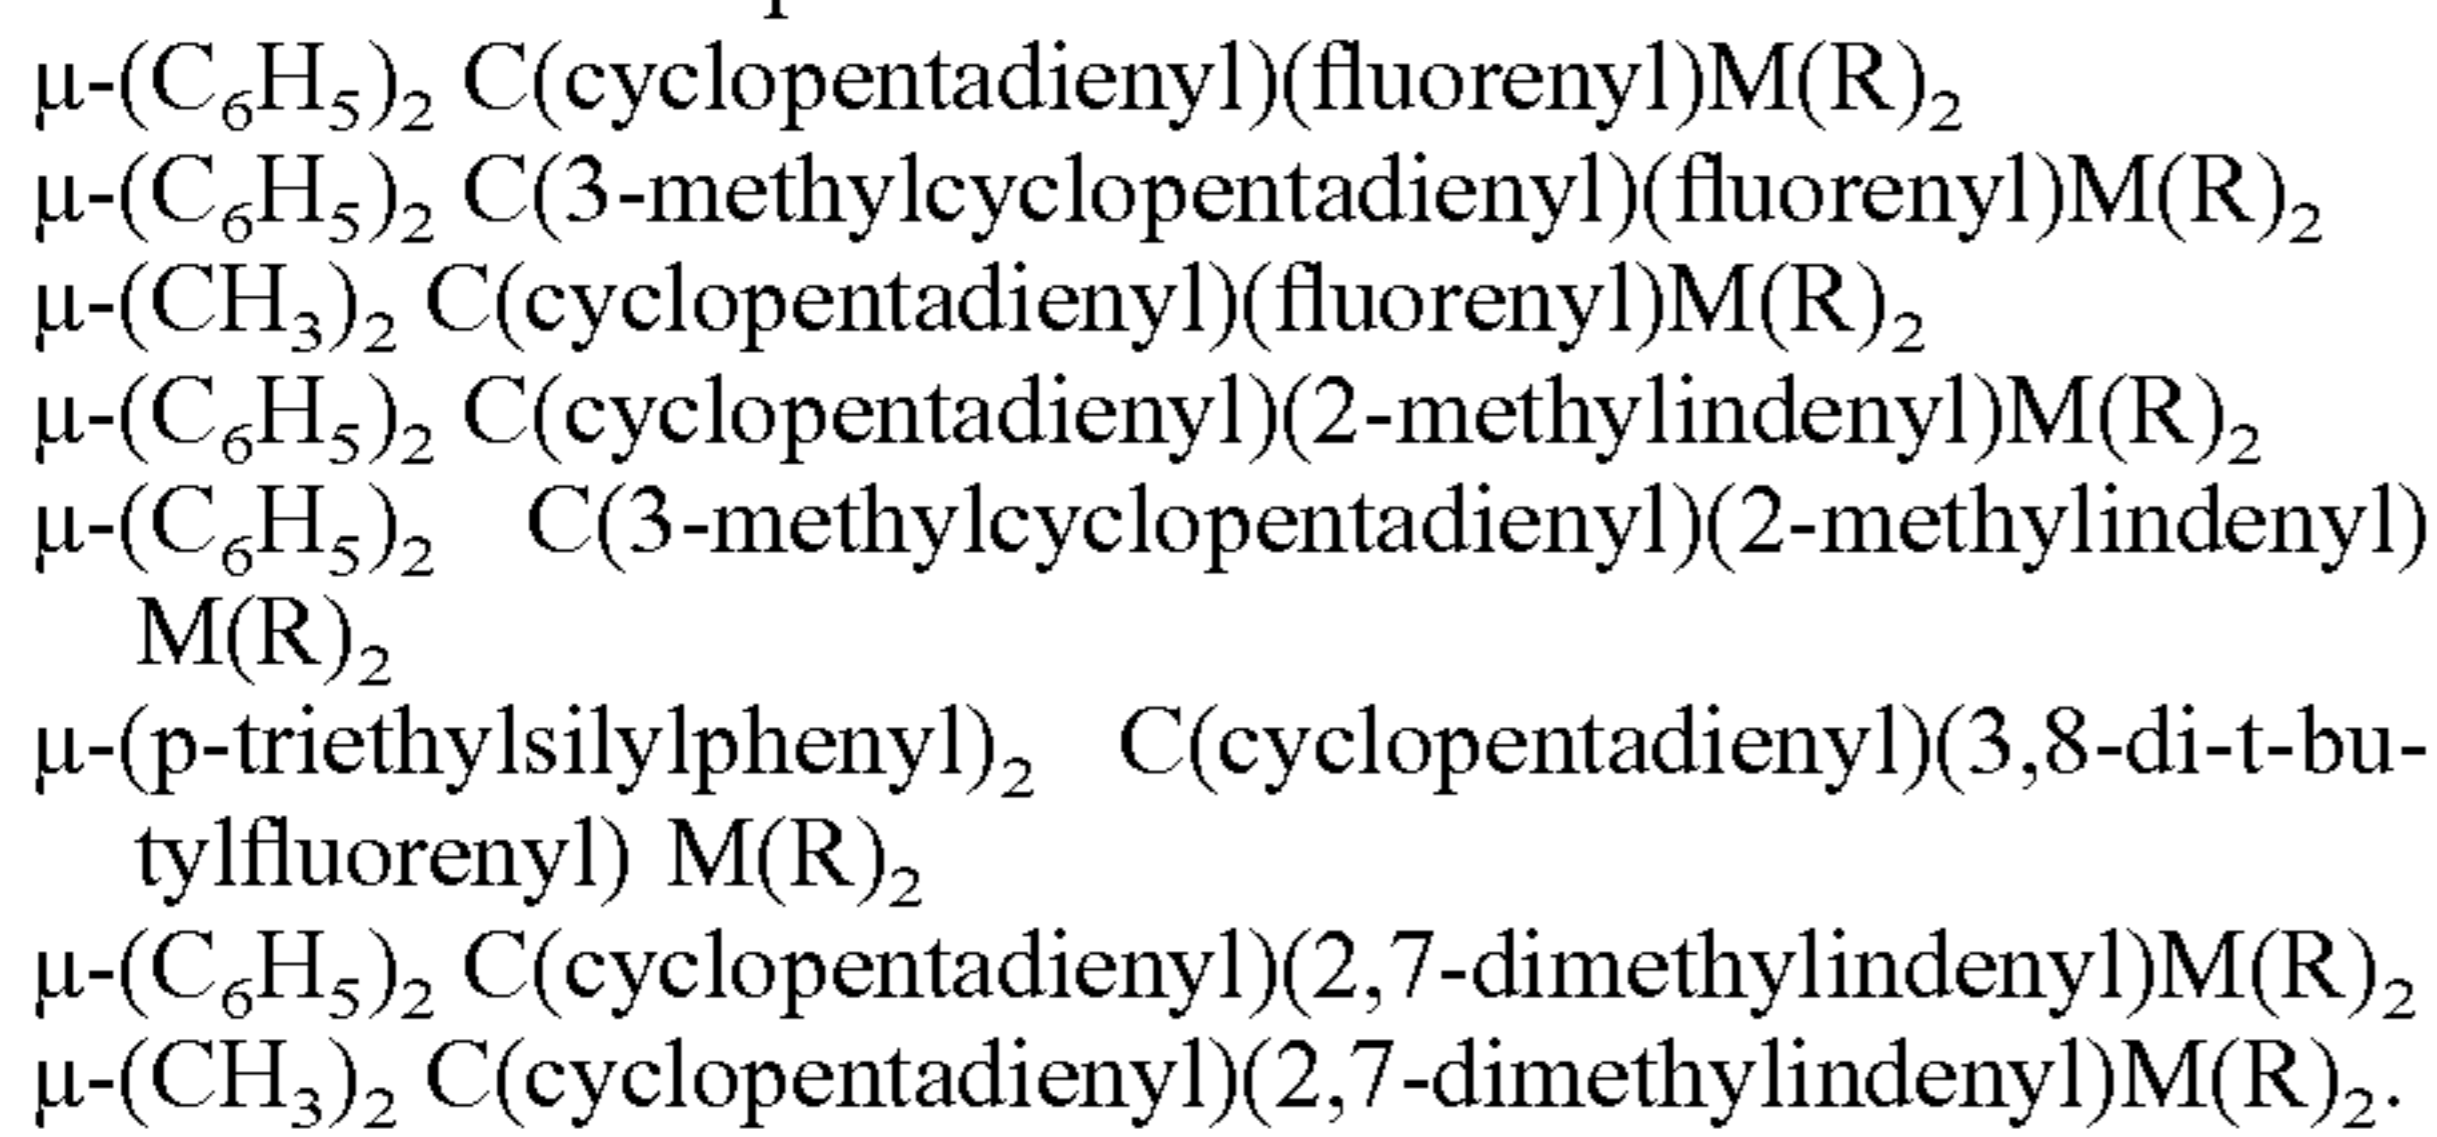 μ-(C₆H₅)₂ C(cyclopentadienyl)(fluorenyl)M(R)₂
μ-(C₆H₅)₂ C(3-methylcyclopentadienyl)(fluorenyl)M(R)₂
μ-(CH₃)₂ C(cyclopentadienyl)(fluorenyl)M(R)₂
μ-(C₆H₅)₂ C(cyclopentadienyl)(2-methylindenyl)M(R)₂
μ-(C₆H₅)₂ C(3-methylcyclopentadienyl)(2-methylindenyl)
M(R)₂
μ-(p-triethylsilylphenyl)₂ C(cyclopentadienyl)(3,8-di-t-bu-
tylfluorenyl) M(R)₂
μ-(C₆H₅)₂ C(cyclopentadienyl)(2,7-dimethylindenyl)M(R)₂
μ-(CH₃)₂ C(cyclopentadienyl)(2,7-dimethylindenyl)M(R)₂.